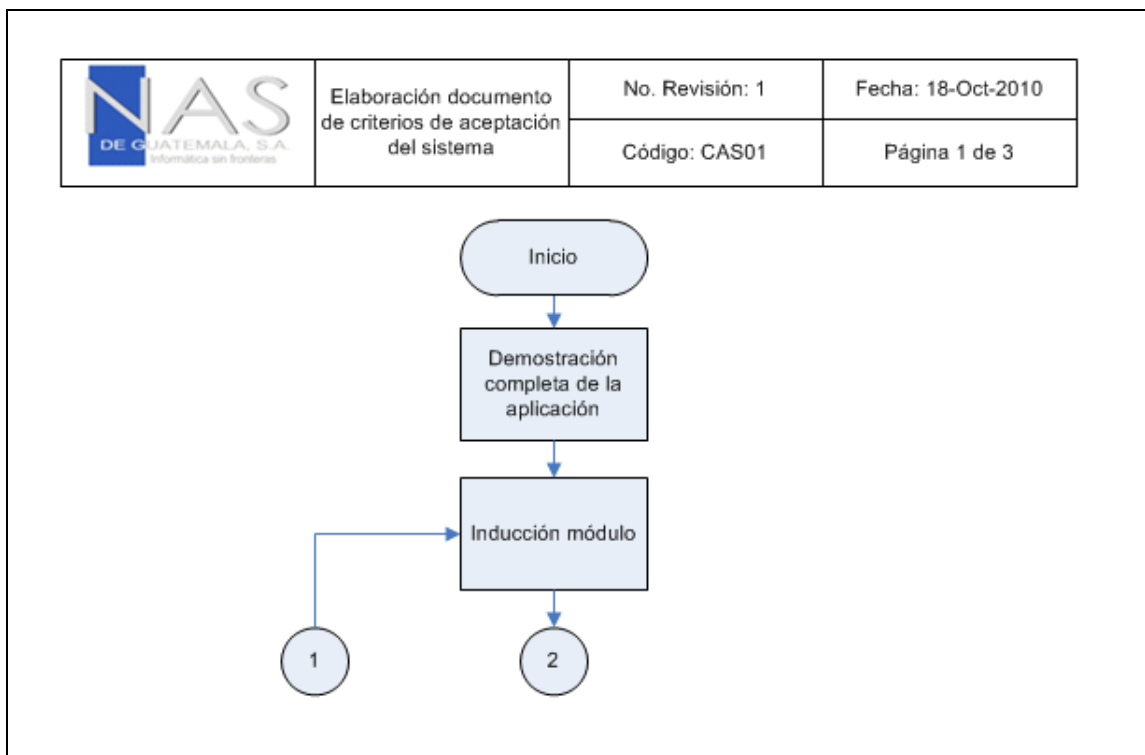 NAS
DE GUATEMALA, S.A.
Informática sin fronteras
Elaboración documento
de criterios de aceptación
del sistema
No. Revisión: 1
Fecha: 18-Oct-2010
Código: CAS01
Página 1 de 3
Inicio
Demostración
completa de la
aplicación
Inducción módulo
1
2